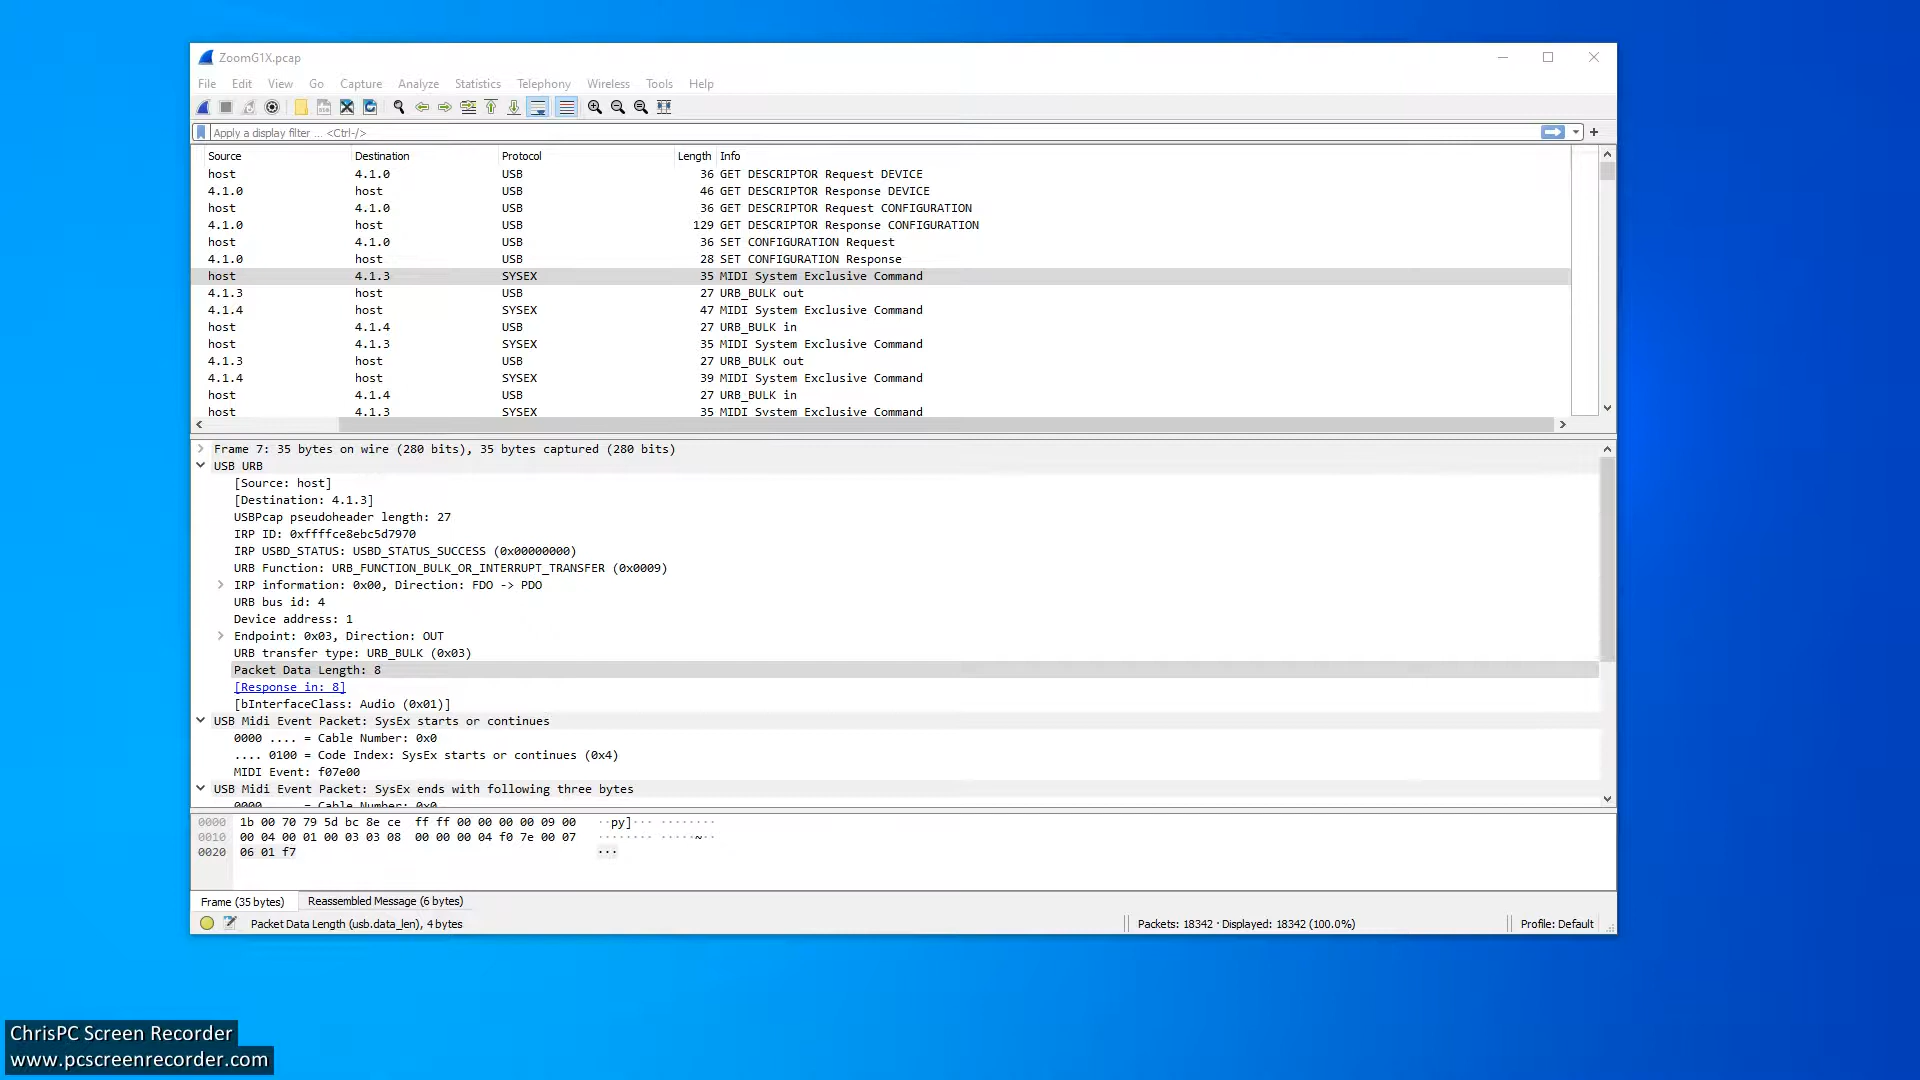 ZoomG1X.pcap
File Edit View Go Capture Analyze Statistics Telephony Wireless Tools Help
Apply a display filter ... <Ctrl-/>
Source Destination Protocol Length Info
host 4.1.0 USB 36 GET DESCRIPTOR Request DEVICE
4.1.0 host USB 46 GET DESCRIPTOR Response DEVICE
host 4.1.0 USB 36 GET DESCRIPTOR Request CONFIGURATION
4.1.0 host USB 129 GET DESCRIPTOR Response CONFIGURATION
host 4.1.0 USB 36 SET CONFIGURATION Request
4.1.0 host USB 28 SET CONFIGURATION Response
host 4.1.3 SYSEX 35 MIDI System Exclusive Command
4.1.3 host USB 27 URB_BULK out
4.1.4 host SYSEX 47 MIDI System Exclusive Command
host 4.1.4 USB 27 URB_BULK in
host 4.1.3 SYSEX 35 MIDI System Exclusive Command
4.1.3 host USB 27 URB_BULK out
4.1.4 host SYSEX 39 MIDI System Exclusive Command
host 4.1.4 USB 27 URB_BULK in
host 4.1.3 SYSEX 35 MIDI System Exclusive Command
Frame 7: 35 bytes on wire (280 bits), 35 bytes captured (280 bits)
USB URB
[Source: host]
[Destination: 4.1.3]
USBPcap pseudoheader length: 27
IRP ID: 0xffffce8ebc5d7970
IRP USBD_STATUS: USBD_STATUS_SUCCESS (0x00000000)
URB Function: URB_FUNCTION_BULK_OR_INTERRUPT_TRANSFER (0x0009)
IRP information: 0x00, Direction: FDO -> PDO
URB bus id: 4
Device address: 1
Endpoint: 0x03, Direction: OUT
URB transfer type: URB_BULK (0x03)
Packet Data Length: 8
[Response in: 8]
[bInterfaceClass: Audio (0x01)]
USB Midi Event Packet: SysEx starts or continues
0000 .... = Cable Number: 0x0
.... 0100 = Code Index: SysEx starts or continues (0x4)
MIDI Event: f07e00
USB Midi Event Packet: SysEx ends with following three bytes
0000 .... = Cable Number: 0x0
0000 1b 00 70 79 5d bc 8e ce ff ff 00 00 00 00 09 00 ··py]··· ········
0010 00 04 00 01 00 03 03 08 00 00 00 04 f0 7e 00 07 ········ ·····~··
0020 06 01 f7 ···
Frame (35 bytes) Reassembled Message (6 bytes)
Packet Data Length (usb.data_len), 4 bytes Packets: 18342 · Displayed: 18342 (100.0%) Profile: Default
ChrisPC Screen Recorder
www.pcscreenrecorder.com